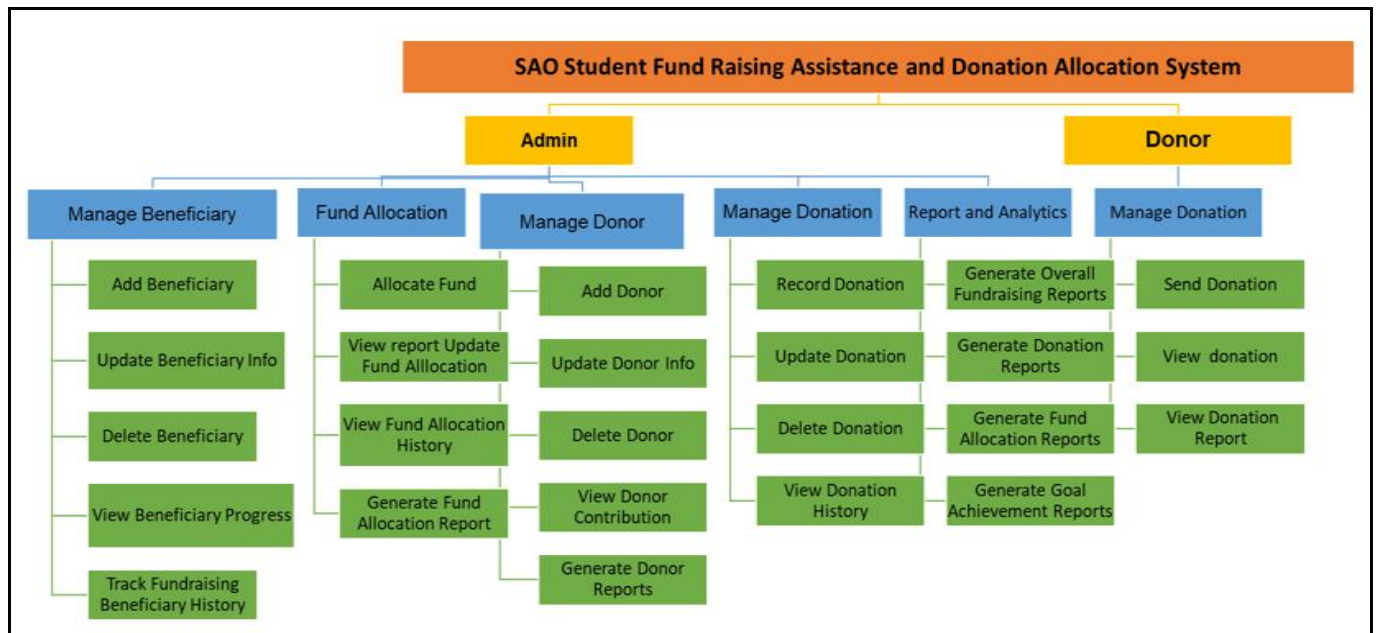 SAO Student Fund Raising Assistance and Donation Allocation System
Admin
Donor
Manage Beneficiary
Fund Allocation
Manage Donor
Manage Donation
Report and Analytics
Manage Donation
Add Beneficiary
Update Beneficiary Info
Delete Beneficiary
View Beneficiary Progress
Track Fundraising
Beneficiary History
Allocate Fund
View report Update
Fund Alllocation
View Fund Allocation
History
Generate Fund
Allocation Report
Add Donor
Update Donor Info
Delete Donor
View Donor
Contribution
Generate Donor
Reports
Record Donation
Update Donation
Delete Donation
View Donation
History
Generate Overall
Fundraising Reports
Generate Donation
Reports
Generate Fund
Allocation Reports
Generate Goal
Achievement Reports
Send Donation
View donation
View Donation
Report